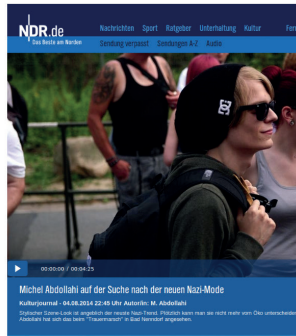 NDR.de
Das Beste am Norden
Nachrichten Sport Ratgeber Unterhaltung Kultur Fern
Sendung verpasst Sendungen A-Z Audio
DC
00:00:00 / 00:04:25
Michel Abdollahi auf der Suche nach der neuen Nazi-Mode
Kulturjournal - 04.08.2014 22:45 Uhr Autor/in: M. Abdollahi
Stylischer Szene-Look ist angeblich der neuste Nazi-Trend. Plötzlich kann man sie nicht mehr vom Öko unterscheiden
Abdollahi hat sich das beim "Trauermarsch" in Bad Nenndorf angesehen.